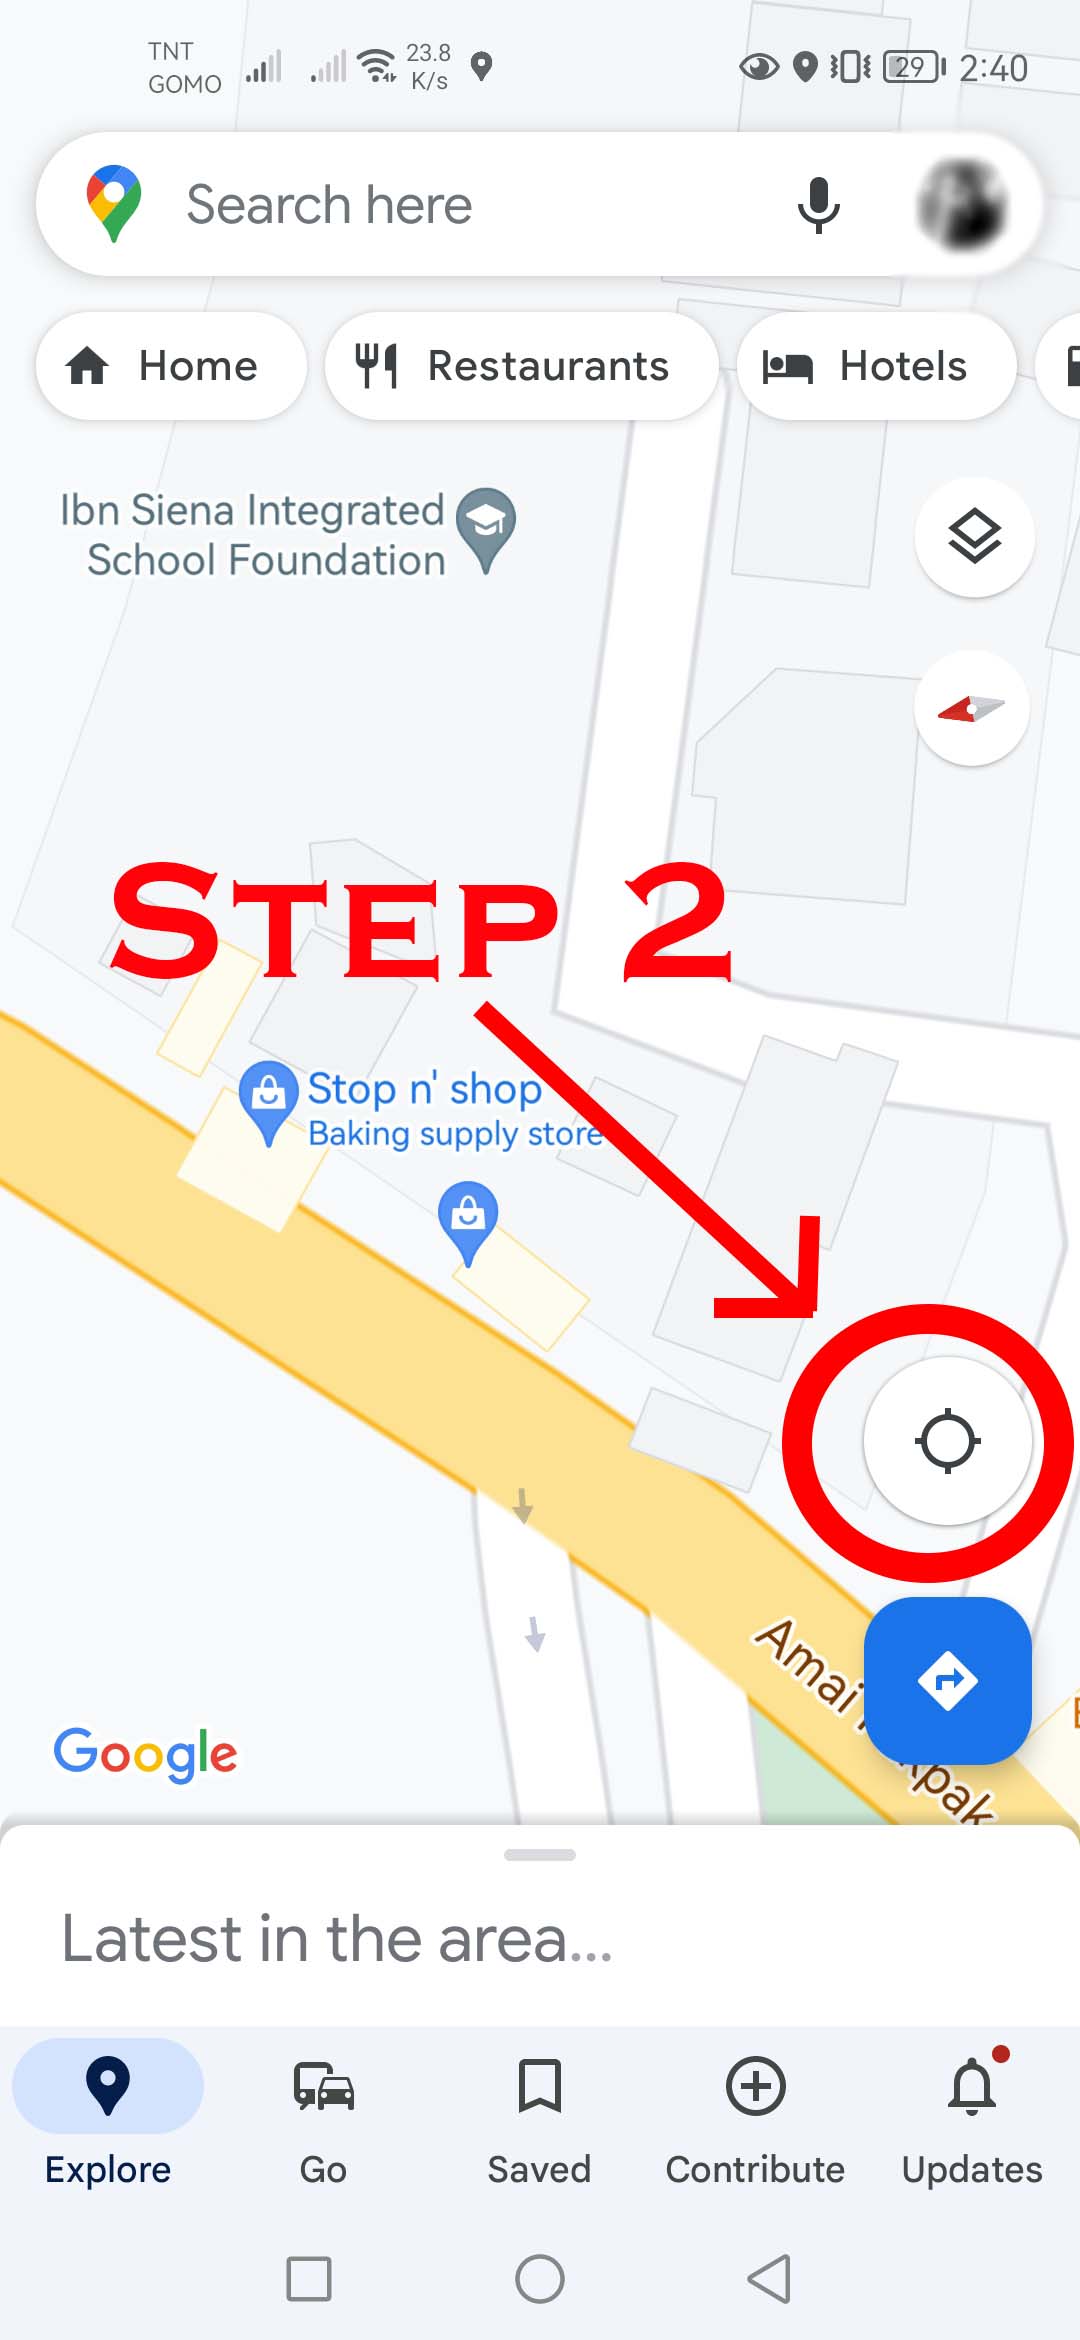 TNT
GOMO
23.8
K/s
29
2:40
Search here
Home
Restaurants
Hotels
Ibn Siena Integrated
School Foundation
STEP 2
Stop n' shop
Baking supply store
Amai
pak
Google
Latest in the area...
Explore
Go
Saved
Contribute
Updates